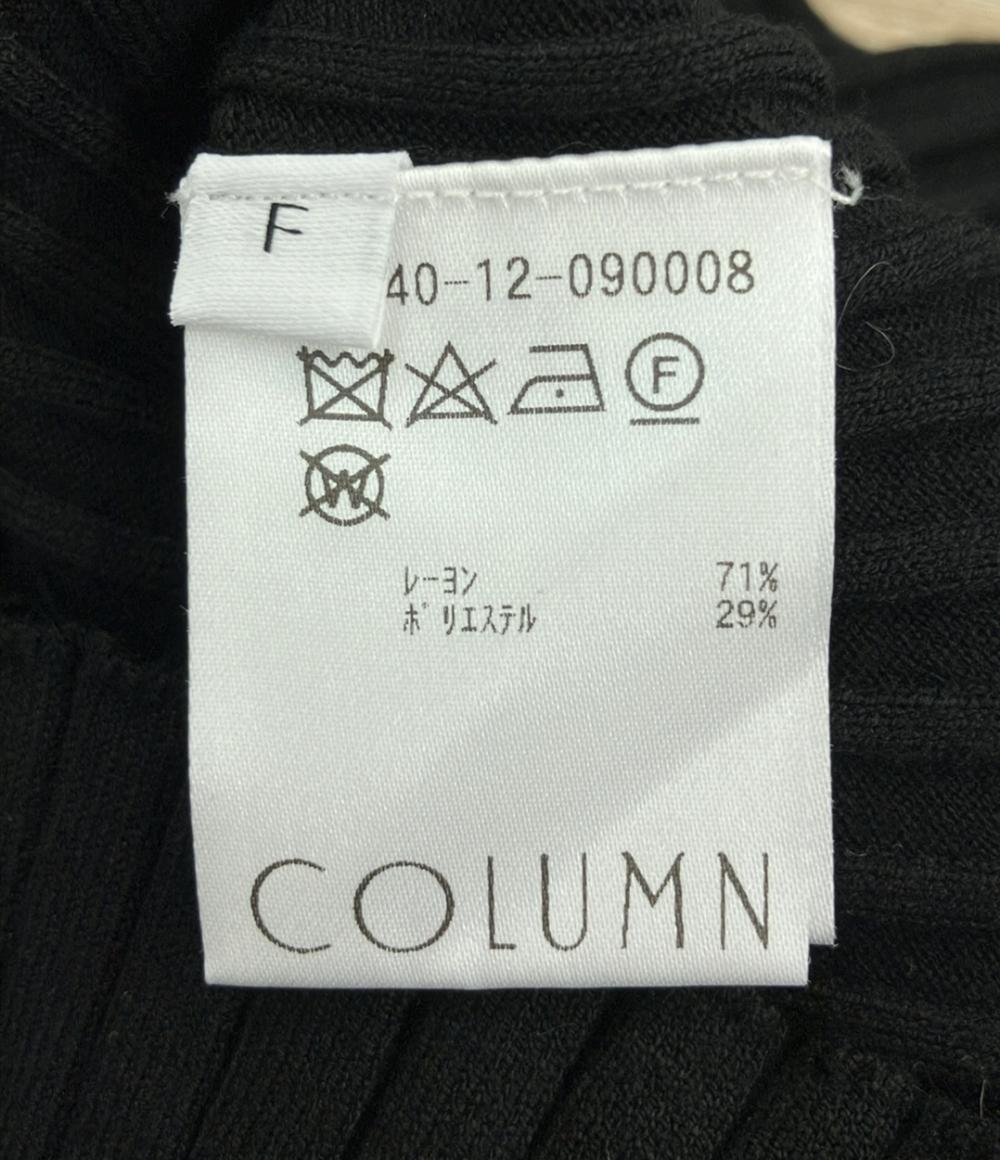 F
40-12-090008
F
W
レーヨン 71%
ポリエステル 29%
COLUMN